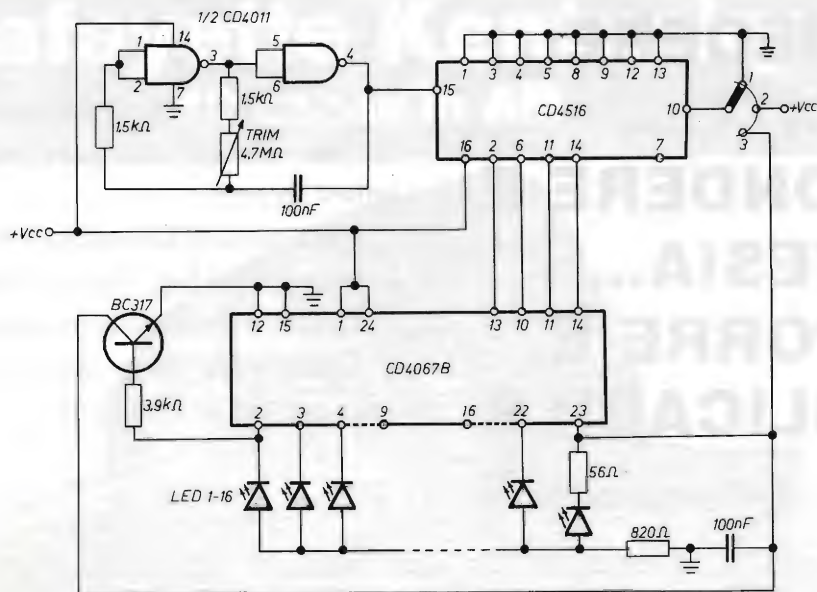 1/2 CD4011
14
1
2
3
7
5
6
4
1.5kΩ
1.5kΩ
TRIM
4.7MΩ
100nF
+Vcc
1 3 4 5 8 9 12 13
15
CD4516
10
16 2 6 11 14 7
1
2
3
+Vcc
BC317
3.9kΩ
12 15 1 24 13 10 11 14
CD4067B
2 3 4 9 16 22 23
LED 1-16
56Ω
820Ω
100nF